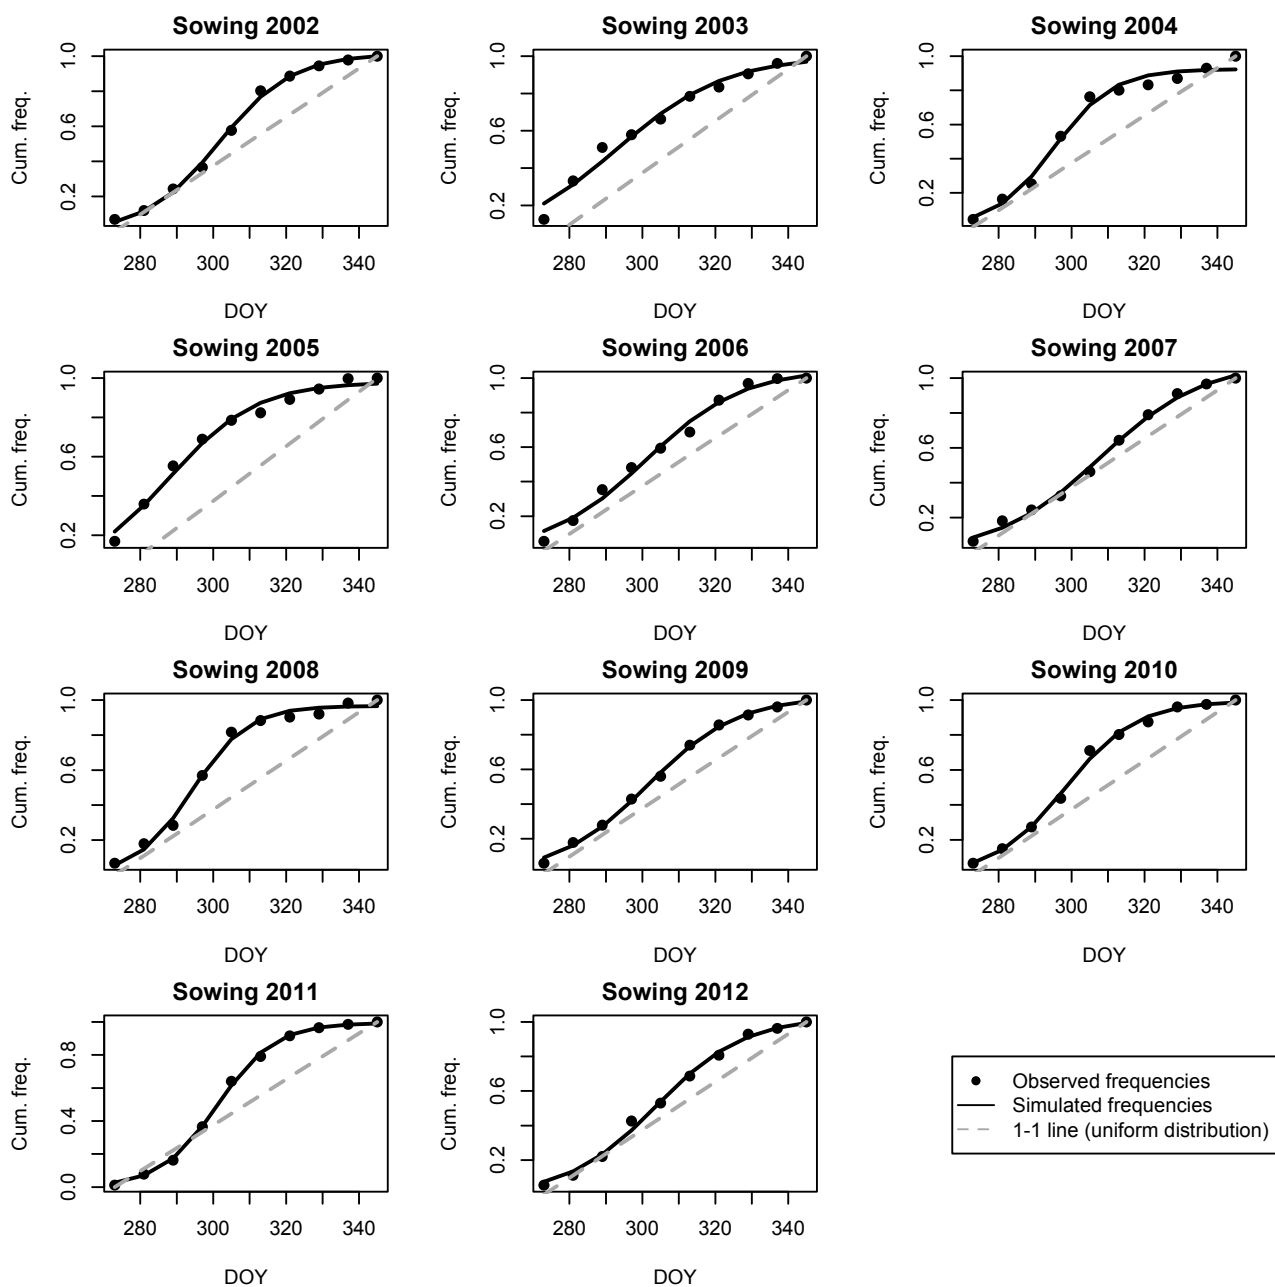 Sowing 2002
Cum. freq.
0.2 0.6 1.0
280 300 320 340
DOY
Sowing 2003
Cum. freq.
0.2 0.6 1.0
280 300 320 340
DOY
Sowing 2004
Cum. freq.
0.2 0.6 1.0
280 300 320 340
DOY
Sowing 2005
Cum. freq.
0.2 0.6 1.0
280 300 320 340
DOY
Sowing 2006
Cum. freq.
0.2 0.6 1.0
280 300 320 340
DOY
Sowing 2007
Cum. freq.
0.2 0.6 1.0
280 300 320 340
DOY
Sowing 2008
Cum. freq.
0.2 0.6 1.0
280 300 320 340
DOY
Sowing 2009
Cum. freq.
0.2 0.6 1.0
280 300 320 340
DOY
Sowing 2010
Cum. freq.
0.2 0.6 1.0
280 300 320 340
DOY
Sowing 2011
Cum. freq.
0.0 0.4 0.8
280 300 320 340
DOY
Sowing 2012
Cum. freq.
0.2 0.6 1.0
280 300 320 340
DOY
Observed frequencies
Simulated frequencies
1-1 line (uniform distribution)